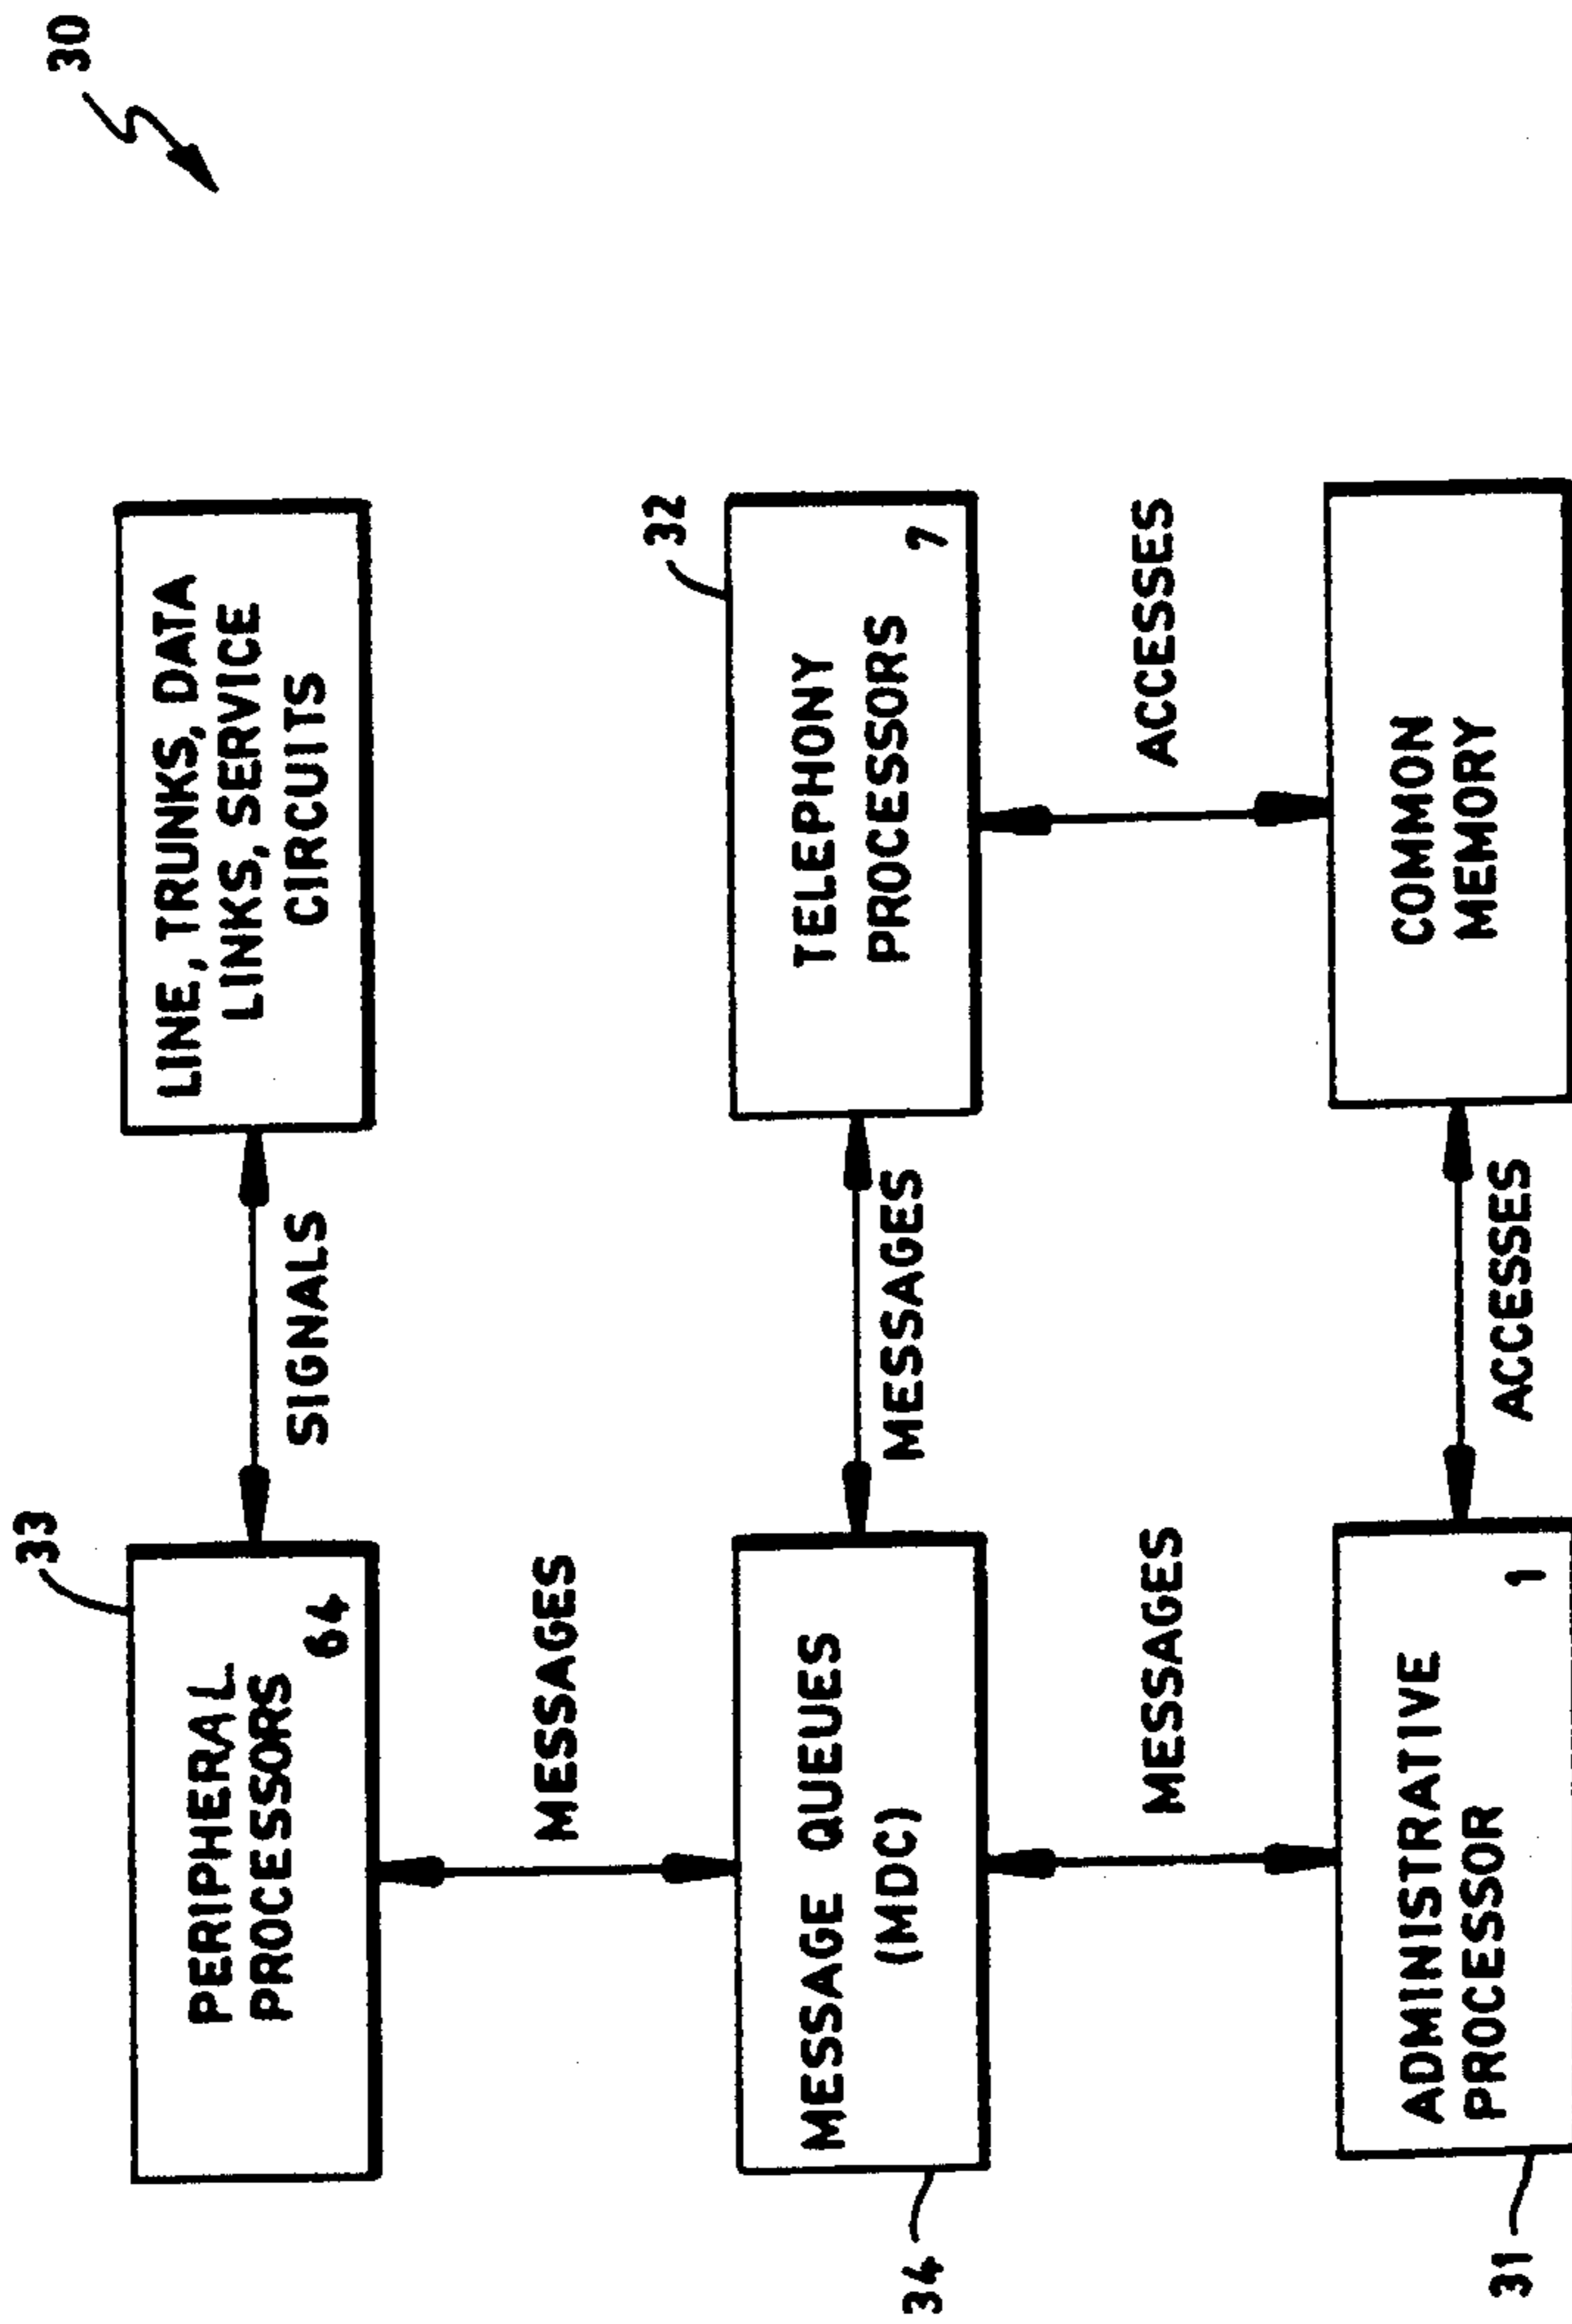 30
33
PERIPHERAL
PROCESSORS
64
SIGNALS
LINE, TRUNKS, DATA
LINKS, SERVICE
CIRCUITS
MESSAGES
32
34
MESSAGE QUEUES
(MDC)
MESSAGES
TELEPHONY
PROCESSORS
7
MESSAGES
ACCESSES
31
ADMINISTRATIVE
PROCESSOR
1
ACCESSES
COMMON
MEMORY